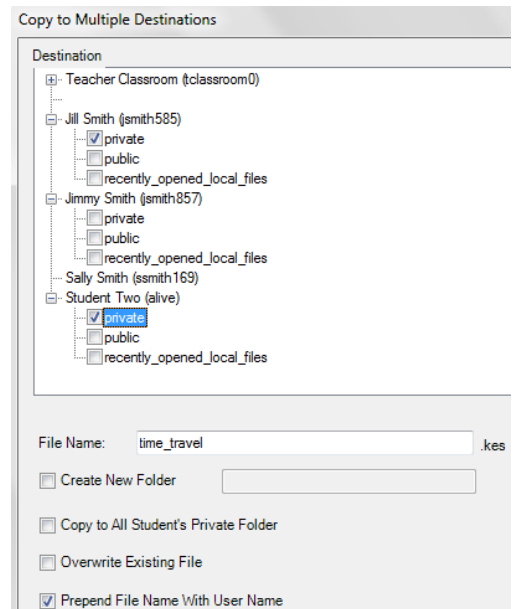 Copy to Multiple Destinations
Destination
Teacher Classroom (tclassroom0)
Jill Smith (jsmith585)
private
public
recently_opened_local_files
Jimmy Smith (jsmith857)
private
public
recently_opened_local_files
Sally Smith (ssmith169)
Student Two (alive)
private
public
recently_opened_local_files
File Name: time_travel .kes
Create New Folder
Copy to All Student's Private Folder
Overwrite Existing File
Prepend File Name With User Name